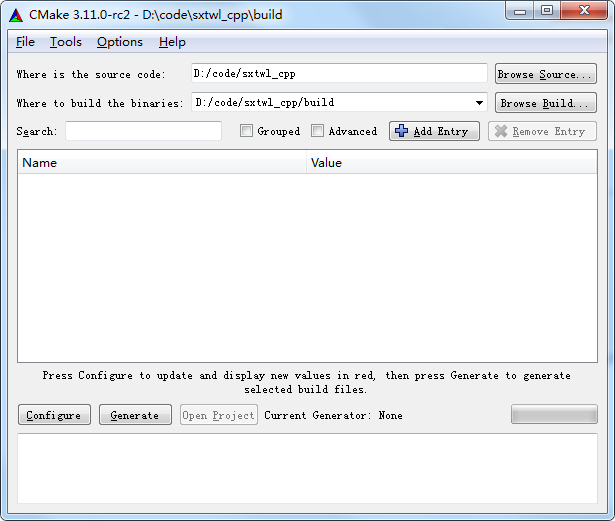 CMake 3.11.0-rc2 - D:\code\sxtwl_cpp\build
File Tools Options Help
Where is the source code: D:/code/sxtwl_cpp Browse Source...
Where to build the binaries: D:/code/sxtwl_cpp/build Browse Build...
Search: Grouped Advanced Add Entry Remove Entry
Name Value
Press Configure to update and display new values in red, then press Generate to generate
selected build files.
Configure Generate Open Project Current Generator: None